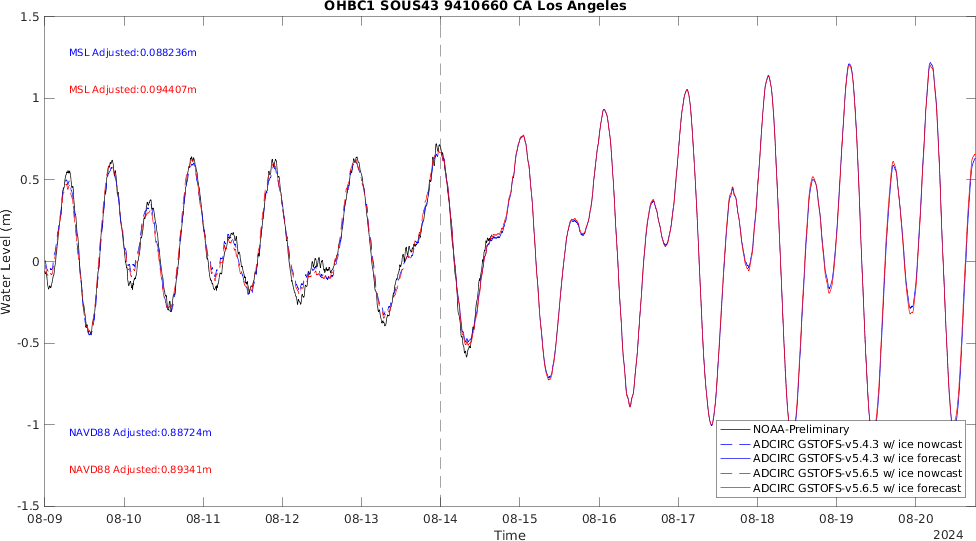 OHBC1 SOUS43 9410660 CA Los Angeles
1.5
MSL Adjusted:0.088236m
MSL Adjusted:0.094407m
1
0.5
0
-0.5
-1
-1.5
Water Level (m)
NAVD88 Adjusted:0.88724m
NAVD88 Adjusted:0.89341m
NOAA-Preliminary
ADCIRC GSTOFS-v5.4.3 w/ ice nowcast
ADCIRC GSTOFS-v5.4.3 w/ ice forecast
ADCIRC GSTOFS-v5.6.5 w/ ice nowcast
ADCIRC GSTOFS-v5.6.5 w/ ice forecast
08-09 08-10 08-11 08-12 08-13 08-14 08-15 08-16 08-17 08-18 08-19 08-20
Time
2024